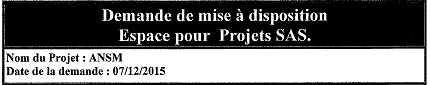 Demande de mise à disposition
Espace pour Projets SAS.
Nom du Projet : ANSM
Date de la demande : 07/12/2015